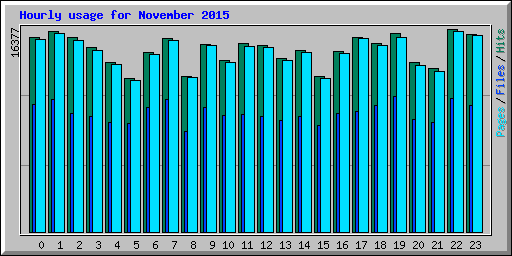 Hourly usage for November 2015
16377
Pages/Files/Hits
0 1 2 3 4 5 6 7 8 9 10 11 12 13 14 15 16 17 18 19 20 21 22 23